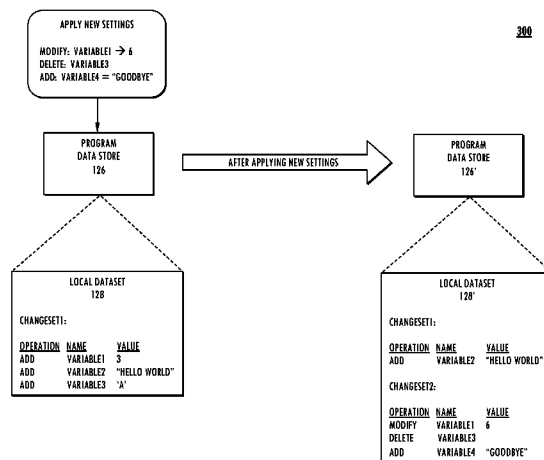 APPLY NEW SETTINGS
MODIFY: VARIABLE1 → 6
DELETE: VARIABLE3
ADD: VARIABLE4 = "GOODBYE"
300
PROGRAM
DATA STORE
126
AFTER APPLYING NEW SETTINGS
PROGRAM
DATA STORE
126'
LOCAL DATASET
128
CHANGESET1:
OPERATION NAME VALUE
ADD VARIABLE1 3
ADD VARIABLE2 "HELLO WORLD"
ADD VARIABLE3 'A'
LOCAL DATASET
128'
CHANGESET1:
OPERATION NAME VALUE
ADD VARIABLE2 "HELLO WORLD"
CHANGESET2:
OPERATION NAME VALUE
MODIFY VARIABLE1 6
DELETE VARIABLE3
ADD VARIABLE4 "GOODBYE"